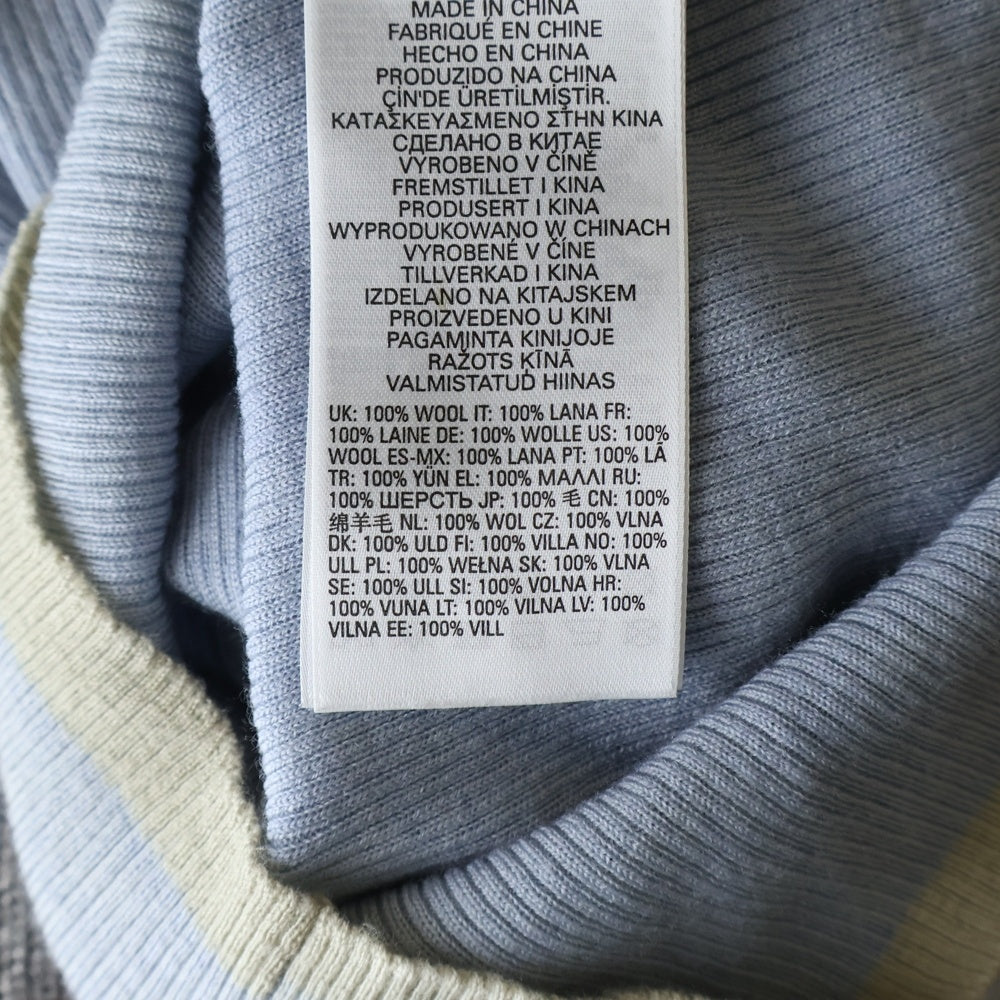 MADE IN CHINA
FABRIQUÉ EN CHINE
HECHO EN CHINA
PRODUZIDO NA CHINA
ÇİN'DE ÜRETİLMİŞTİR.
ΚΑΤΑΣΚΕΥΑΣΜΕΝΟ ΣΤΗΝ ΚΙΝΑ
СДЕЛАНО В КИТАЕ
VYROBENO V ČÍNĚ
FREMSTILLET I KINA
PRODUSERT I KINA
WYPRODUKOWANO W CHINACH
VYROBENÉ V ČÍNE
TILLVERKAD I KINA
IZDELANO NA KITAJSKEM
PROIZVEDENO U KINI
PAGAMINTA KINIJOJE
RAŽOTS ĶĪNĀ
VALMISTATUD HIINAS
UK: 100% WOOL IT: 100% LANA FR:
100% LAINE DE: 100% WOLLE US: 100%
WOOL ES-MX: 100% LANA PT: 100% LÃ
TR: 100% YÜN EL: 100% ΜΑΛΛΙ RU:
100% ШЕРСТЬ JP: 100% 毛 CN: 100%
绵羊毛 NL: 100% WOL CZ: 100% VLNA
DK: 100% ULD FI: 100% VILLA NO: 100%
ULL PL: 100% WEŁNA SK: 100% VLNA
SE: 100% ULL SI: 100% VOLNA HR:
100% VUNA LT: 100% VILNA LV: 100%
VILNA EE: 100% VILL